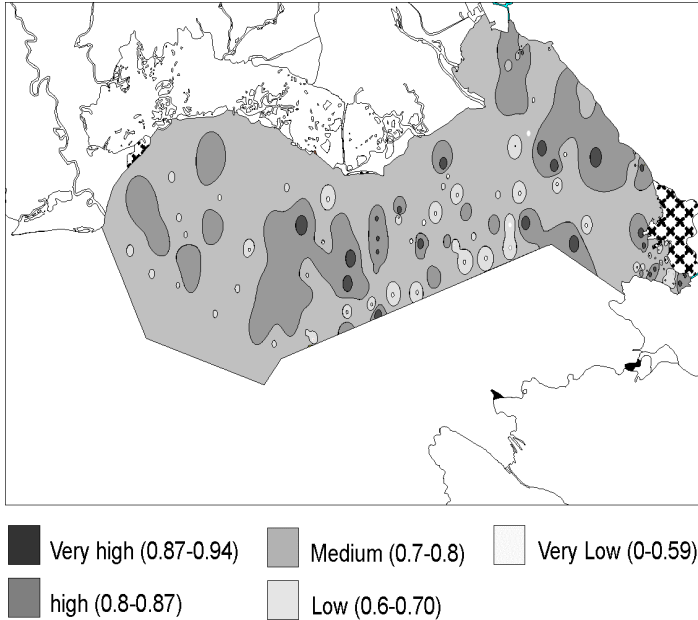 Very high (0.87-0.94)
Medium (0.7-0.8)
Very Low (0-0.59)
high (0.8-0.87)
Low (0.6-0.70)